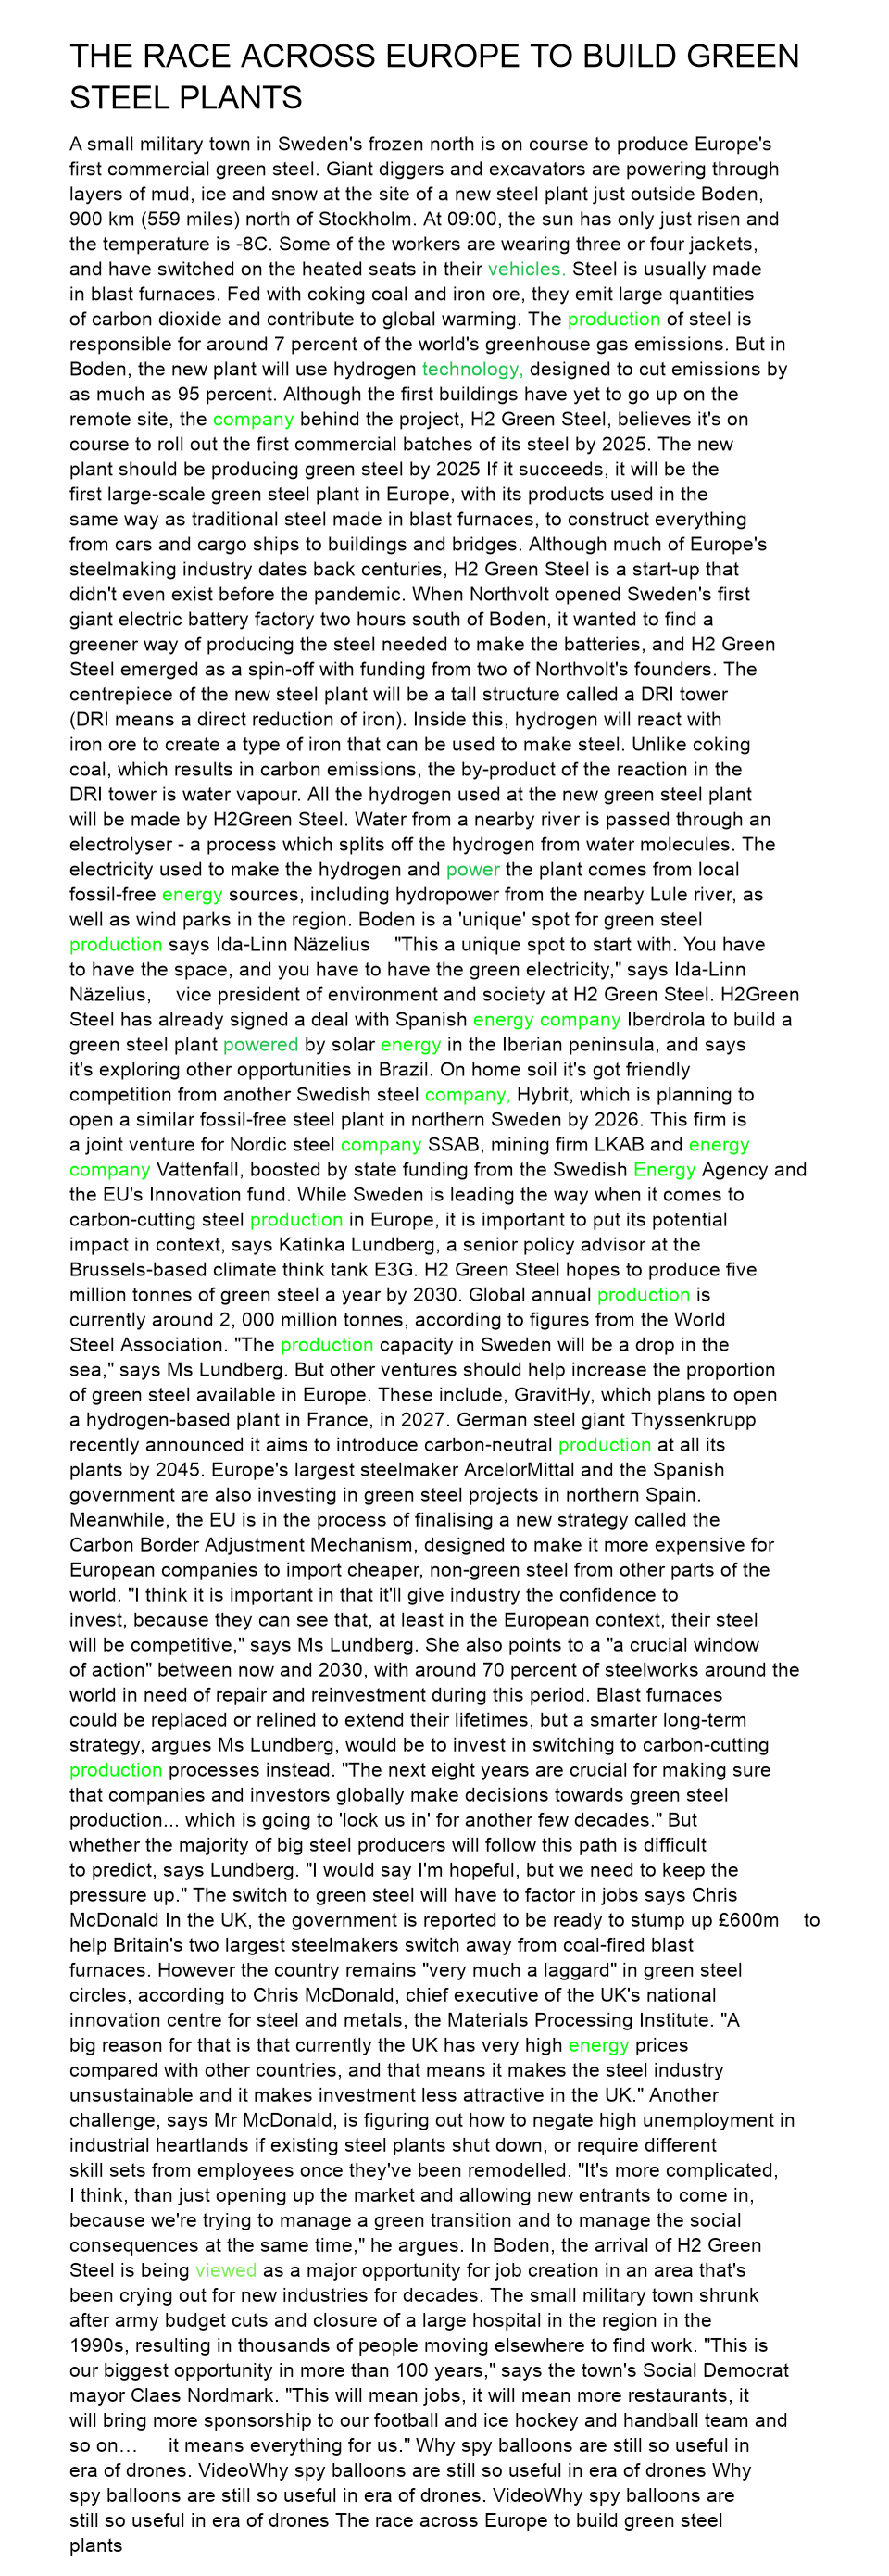 THE RACE ACROSS EUROPE TO BUILD GREEN
STEEL PLANTS
A small military town in Sweden's frozen north is on course to produce Europe's
first commercial green steel. Giant diggers and excavators are powering through
layers of mud, ice and snow at the site of a new steel plant just outside Boden,
900 km (559 miles) north of Stockholm. At 09:00, the sun has only just risen and
the temperature is -8C. Some of the workers are wearing three or four jackets,
and have switched on the heated seats in their vehicles. Steel is usually made
in blast furnaces. Fed with coking coal and iron ore, they emit large quantities
of carbon dioxide and contribute to global warming. The production of steel is
responsible for around 7 percent of the world's greenhouse gas emissions. But in
Boden, the new plant will use hydrogen technology, designed to cut emissions by
as much as 95 percent. Although the first buildings have yet to go up on the
remote site, the company behind the project, H2 Green Steel, believes it's on
course to roll out the first commercial batches of its steel by 2025. The new
plant should be producing green steel by 2025 If it succeeds, it will be the
first large-scale green steel plant in Europe, with its products used in the
same way as traditional steel made in blast furnaces, to construct everything
from cars and cargo ships to buildings and bridges. Although much of Europe's
steelmaking industry dates back centuries, H2 Green Steel is a start-up that
didn't even exist before the pandemic. When Northvolt opened Sweden's first
giant electric battery factory two hours south of Boden, it wanted to find a
greener way of producing the steel needed to make the batteries, and H2 Green
Steel emerged as a spin-off with funding from two of Northvolt's founders. The
centrepiece of the new steel plant will be a tall structure called a DRI tower
(DRI means a direct reduction of iron). Inside this, hydrogen will react with
iron ore to create a type of iron that can be used to make steel. Unlike coking
coal, which results in carbon emissions, the by-product of the reaction in the
DRI tower is water vapour. All the hydrogen used at the new green steel plant
will be made by H2Green Steel. Water from a nearby river is passed through an
electrolyser - a process which splits off the hydrogen from water molecules. The
electricity used to make the hydrogen and power the plant comes from local
fossil-free energy sources, including hydropower from the nearby Lule river, as
well as wind parks in the region. Boden is a 'unique' spot for green steel
production says Ida-Linn Näzelius "This a unique spot to start with. You have
to have the space, and you have to have the green electricity," says Ida-Linn
Näzelius, vice president of environment and society at H2 Green Steel. H2Green
Steel has already signed a deal with Spanish energy company Iberdrola to build a
green steel plant powered by solar energy in the Iberian peninsula, and says
it's exploring other opportunities in Brazil. On home soil it's got friendly
competition from another Swedish steel company, Hybrit, which is planning to
open a similar fossil-free steel plant in northern Sweden by 2026. This firm is
a joint venture for Nordic steel company SSAB, mining firm LKAB and energy
company Vattenfall, boosted by state funding from the Swedish Energy Agency and
the EU's Innovation fund. While Sweden is leading the way when it comes to
carbon-cutting steel production in Europe, it is important to put its potential
impact in context, says Katinka Lundberg, a senior policy advisor at the
Brussels-based climate think tank E3G. H2 Green Steel hopes to produce five
million tonnes of green steel a year by 2030. Global annual production is
currently around 2, 000 million tonnes, according to figures from the World
Steel Association. "The production capacity in Sweden will be a drop in the
sea," says Ms Lundberg. But other ventures should help increase the proportion
of green steel available in Europe. These include, GravitHy, which plans to open
a hydrogen-based plant in France, in 2027. German steel giant Thyssenkrupp
recently announced it aims to introduce carbon-neutral production at all its
plants by 2045. Europe's largest steelmaker ArcelorMittal and the Spanish
government are also investing in green steel projects in northern Spain.
Meanwhile, the EU is in the process of finalising a new strategy called the
Carbon Border Adjustment Mechanism, designed to make it more expensive for
European companies to import cheaper, non-green steel from other parts of the
world. "I think it is important in that it'll give industry the confidence to
invest, because they can see that, at least in the European context, their steel
will be competitive," says Ms Lundberg. She also points to a "a crucial window
of action" between now and 2030, with around 70 percent of steelworks around the
world in need of repair and reinvestment during this period. Blast furnaces
could be replaced or relined to extend their lifetimes, but a smarter long-term
strategy, argues Ms Lundberg, would be to invest in switching to carbon-cutting
production processes instead. "The next eight years are crucial for making sure
that companies and investors globally make decisions towards green steel
production... which is going to 'lock us in' for another few decades." But
whether the majority of big steel producers will follow this path is difficult
to predict, says Lundberg. "I would say I'm hopeful, but we need to keep the
pressure up." The switch to green steel will have to factor in jobs says Chris
McDonald In the UK, the government is reported to be ready to stump up £600m to
help Britain's two largest steelmakers switch away from coal-fired blast
furnaces. However the country remains "very much a laggard" in green steel
circles, according to Chris McDonald, chief executive of the UK's national
innovation centre for steel and metals, the Materials Processing Institute. "A
big reason for that is that currently the UK has very high energy prices
compared with other countries, and that means it makes the steel industry
unsustainable and it makes investment less attractive in the UK." Another
challenge, says Mr McDonald, is figuring out how to negate high unemployment in
industrial heartlands if existing steel plants shut down, or require different
skill sets from employees once they've been remodelled. "It's more complicated,
I think, than just opening up the market and allowing new entrants to come in,
because we're trying to manage a green transition and to manage the social
consequences at the same time," he argues. In Boden, the arrival of H2 Green
Steel is being viewed as a major opportunity for job creation in an area that's
been crying out for new industries for decades. The small military town shrunk
after army budget cuts and closure of a large hospital in the region in the
1990s, resulting in thousands of people moving elsewhere to find work. "This is
our biggest opportunity in more than 100 years," says the town's Social Democrat
mayor Claes Nordmark. "This will mean jobs, it will mean more restaurants, it
will bring more sponsorship to our football and ice hockey and handball team and
so on… it means everything for us." Why spy balloons are still so useful in
era of drones. VideoWhy spy balloons are still so useful in era of drones Why
spy balloons are still so useful in era of drones. VideoWhy spy balloons are
still so useful in era of drones The race across Europe to build green steel
plants